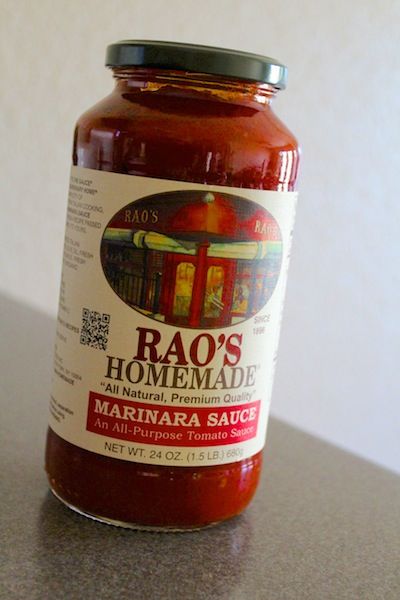 RAO'S
RAO'S
SINCE
1896
RAO'S
HOMEMADE®
"All Natural, Premium Quality"
MARINARA SAUCE
An All-Purpose Tomato Sauce
NET WT. 24 OZ. (1.5 LB.) 680g